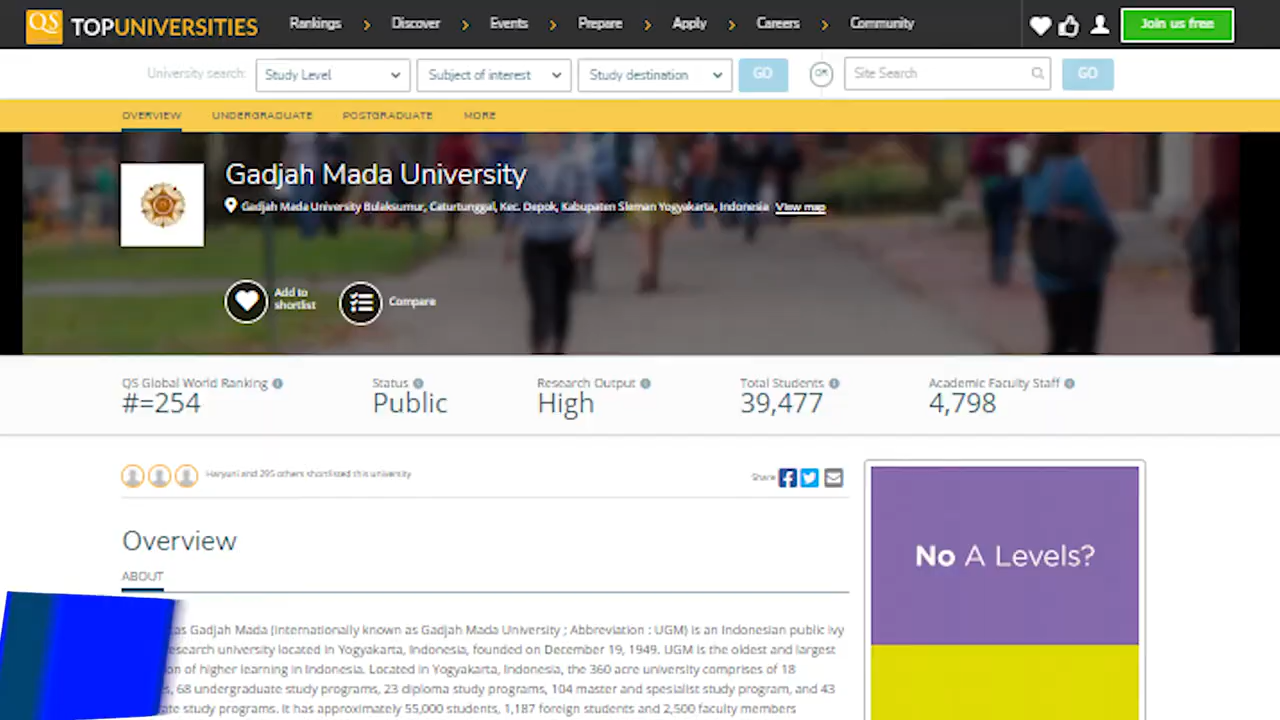 QS TOPUNIVERSITIES
Rankings Discover Events Prepare Apply Careers Community
Join us free
University search: Study Level Subject of interest Study destination GO OR Site Search GO
OVERVIEW UNDERGRADUATE POSTGRADUATE MORE
Gadjah Mada University
Gadjah Mada University Bulaksumur, Caturtunggal, Kec. Depok, Kabupaten Sleman Yogyakarta, Indonesia View map
Add to
shortlist
Compare
QS Global World Ranking Status Research Output Total Students Academic Faculty Staff
#=254 Public High 39,477 4,798
Haryuni and 295 others shortlisted this university
Share
Overview
ABOUT
as Gadjah Mada (internationally known as Gadjah Mada University ; Abbreviation : UGM) is an Indonesian public ivy
research university located in Yogyakarta, Indonesia, founded on December 19, 1949. UGM is the oldest and largest
of higher learning in Indonesia. Located in Yogyakarta, Indonesia, the 360 acre university comprises of 18
, 68 undergraduate study programs, 23 diploma study programs, 104 master and spesialist study program, and 43
study programs. It has approximately 55,000 students, 1,187 foreign students and 2,500 faculty members
No A Levels?